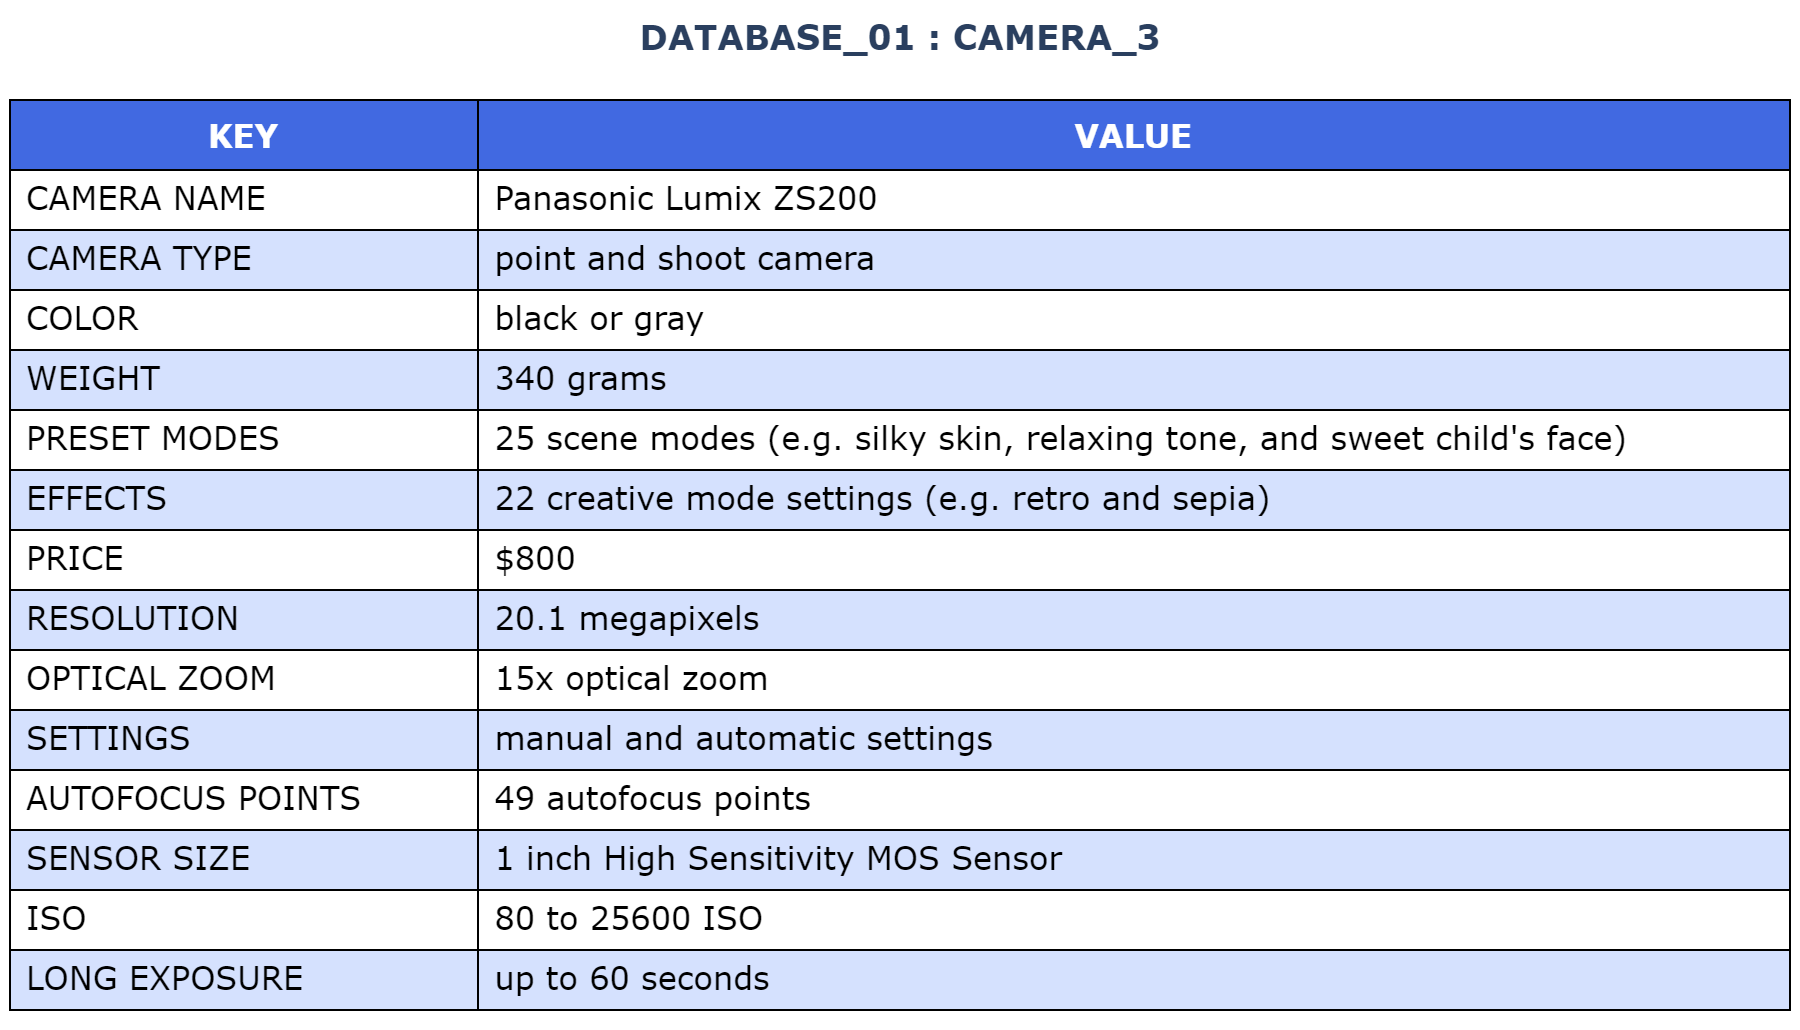 DATABASE_01 : CAMERA_3
KEY VALUE
CAMERA NAME Panasonic Lumix ZS200
CAMERA TYPE point and shoot camera
COLOR black or gray
WEIGHT 340 grams
PRESET MODES 25 scene modes (e.g. silky skin, relaxing tone, and sweet child's face)
EFFECTS 22 creative mode settings (e.g. retro and sepia)
PRICE $800
RESOLUTION 20.1 megapixels
OPTICAL ZOOM 15x optical zoom
SETTINGS manual and automatic settings
AUTOFOCUS POINTS 49 autofocus points
SENSOR SIZE 1 inch High Sensitivity MOS Sensor
ISO 80 to 25600 ISO
LONG EXPOSURE up to 60 seconds